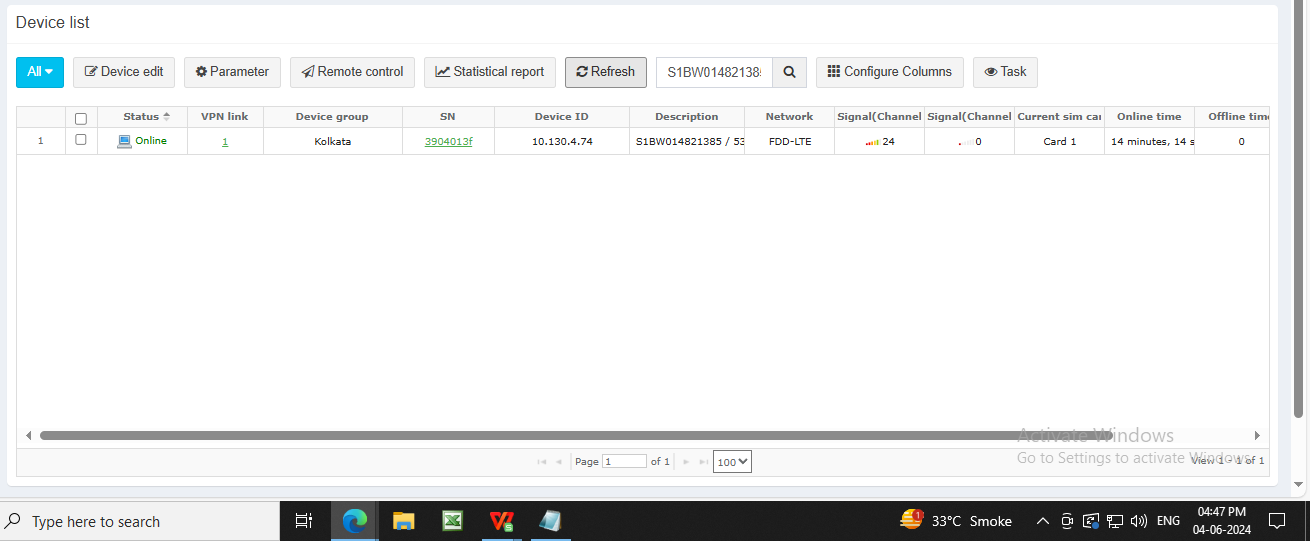 Device list
All Device edit Parameter Remote control Statistical report Refresh S1BW014821385 Configure Columns Task
Status VPN link Device group SN Device ID Description Network Signal(Channel Signal(Channel Current sim car Online time Offline time
1 Online 1 Kolkata 3904013f 10.130.4.74 S1BW014821385 / 53 FDD-LTE 24 0 Card 1 14 minutes, 14 s 0
Activate Windows
Go to Settings to activate Windows.
Page 1 of 1 100 View 1 - 1 of 1
Type here to search 1 33°C Smoke ENG 04:47 PM
04-06-2024